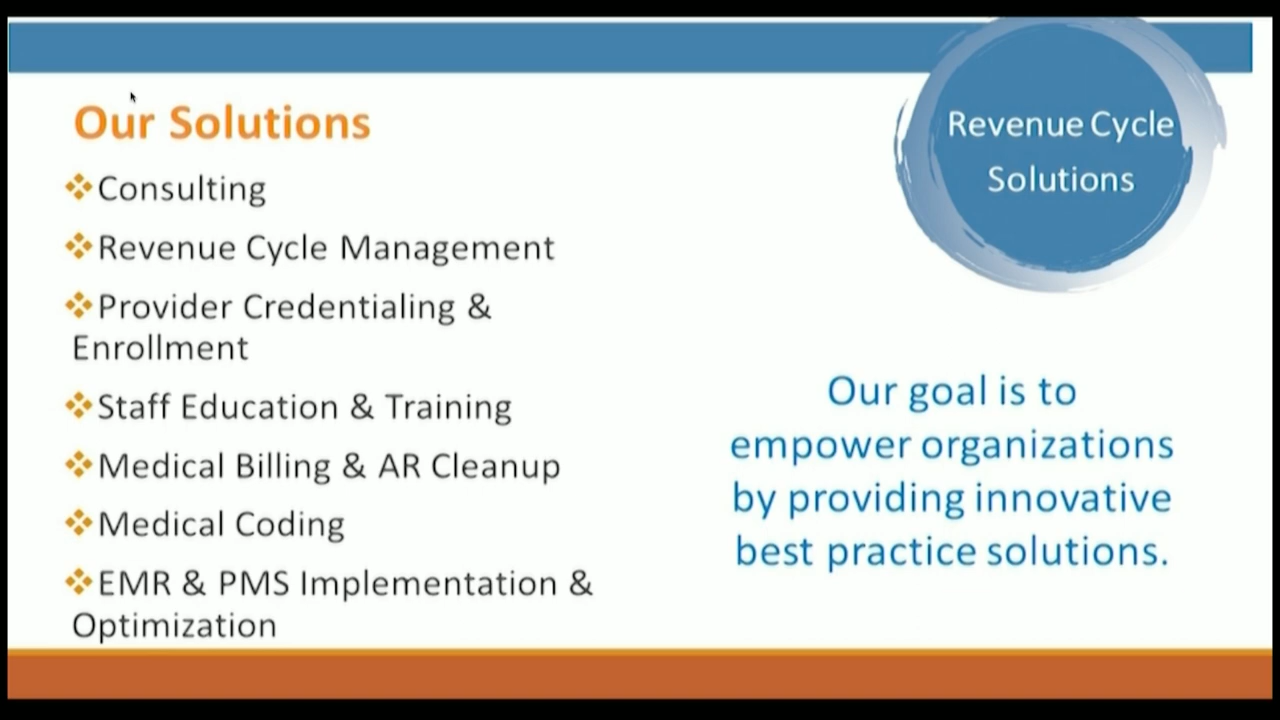 Our Solutions
Consulting
Revenue Cycle Management
Provider Credentialing &
Enrollment
Staff Education & Training
Medical Billing & AR Cleanup
Medical Coding
EMR & PMS Implementation &
Optimization
Revenue Cycle
Solutions
Our goal is to
empower organizations
by providing innovative
best practice solutions.